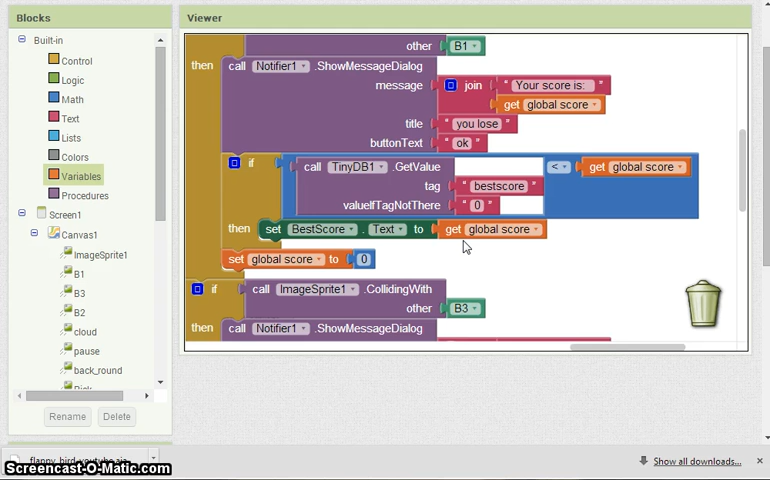 Blocks
Viewer
Built-in
Control
Logic
Math
Text
Lists
Colors
Variables
Procedures
Screen1
Canvas1
ImageSprite1
B1
B3
B2
cloud
pause
back_round
Rename Delete
other B1
then call Notifier1 .ShowMessageDialog
message join " Your score is: "
get global score
title " you lose "
buttonText " ok "
if call TinyDB1 .GetValue < get global score
tag " bestscore "
valueIfTagNotThere " 0 "
then set BestScore . Text to get global score
set global score to 0
if call ImageSprite1 .CollidingWith
other B3
then call Notifier1 .ShowMessageDialog
Show all downloads...
Screencast-O-Matic.com